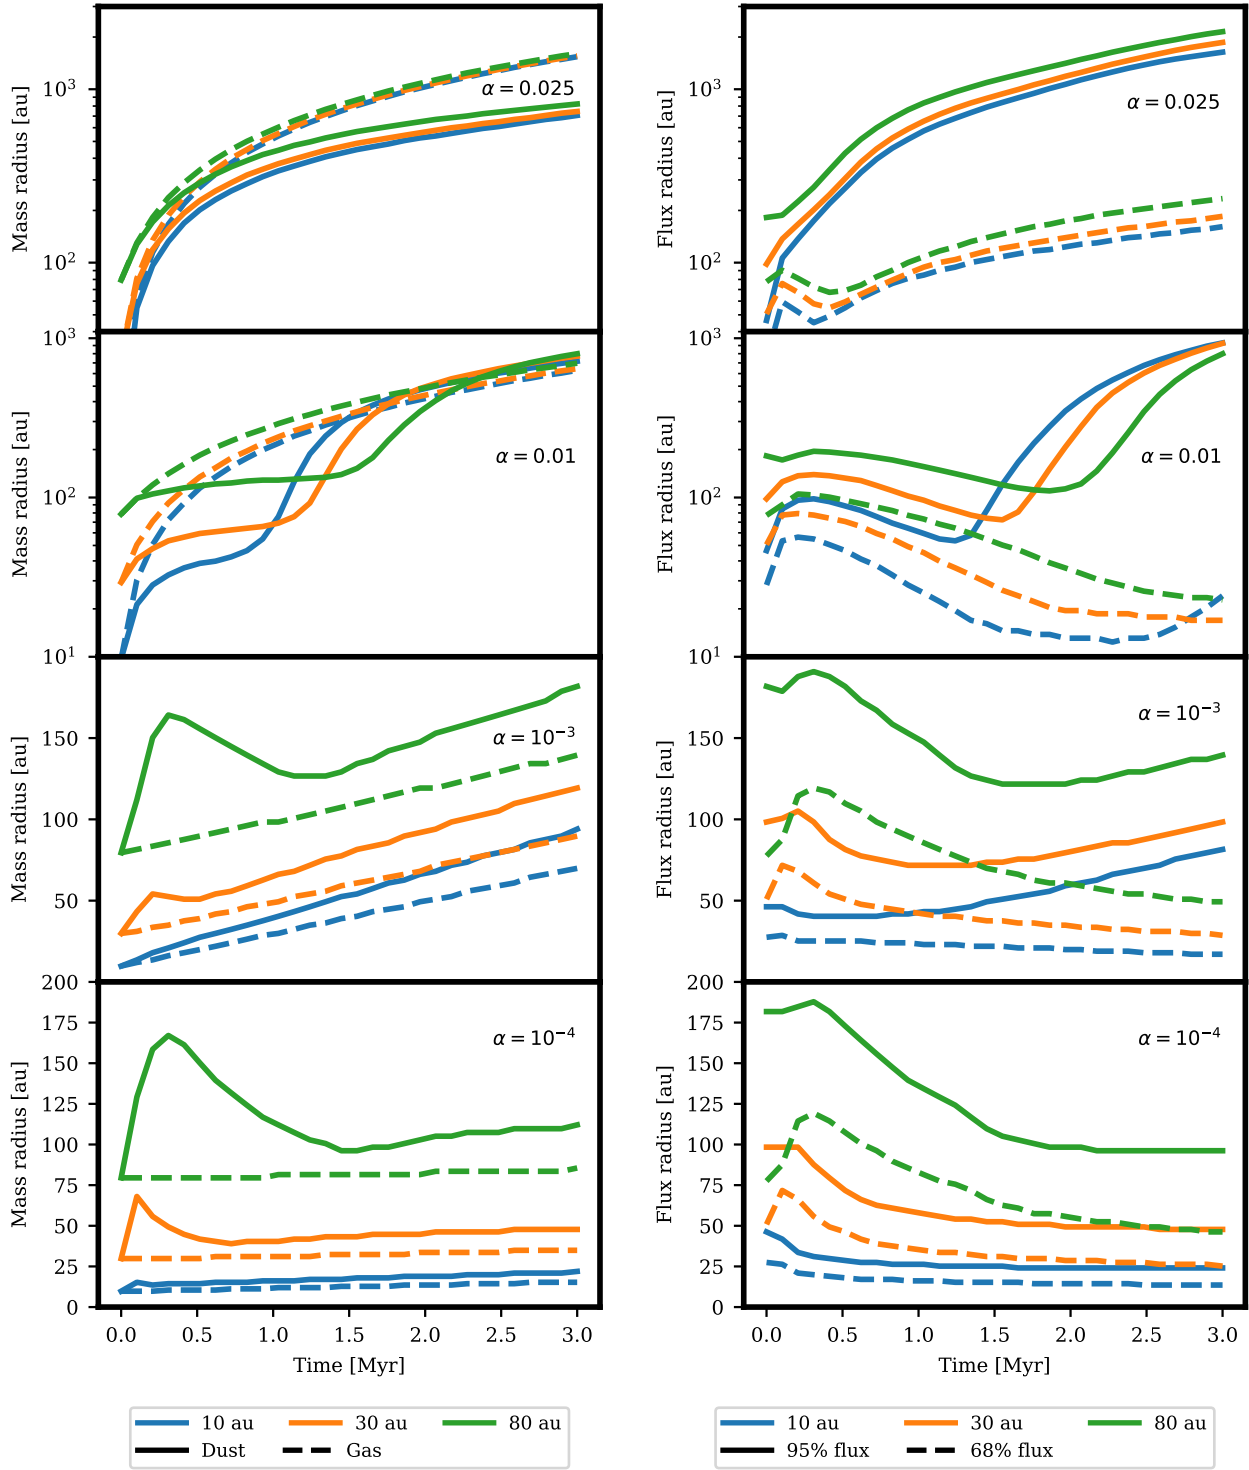 Mass radius [au]
10³
10²
α = 0.025
Flux radius [au]
10³
10²
α = 0.025
Mass radius [au]
10³
10²
10¹
α = 0.01
Flux radius [au]
10³
10²
10¹
α = 0.01
Mass radius [au]
150
100
50
α = 10⁻³
Flux radius [au]
150
100
50
α = 10⁻³
Mass radius [au]
200
175
150
125
100
75
50
25
0
α = 10⁻⁴
0.0 0.5 1.0 1.5 2.0 2.5 3.0
Time [Myr]
Flux radius [au]
200
175
150
125
100
75
50
25
0
α = 10⁻⁴
0.0 0.5 1.0 1.5 2.0 2.5 3.0
Time [Myr]
10 au 30 au 80 au
Dust Gas
10 au 30 au 80 au
95% flux 68% flux